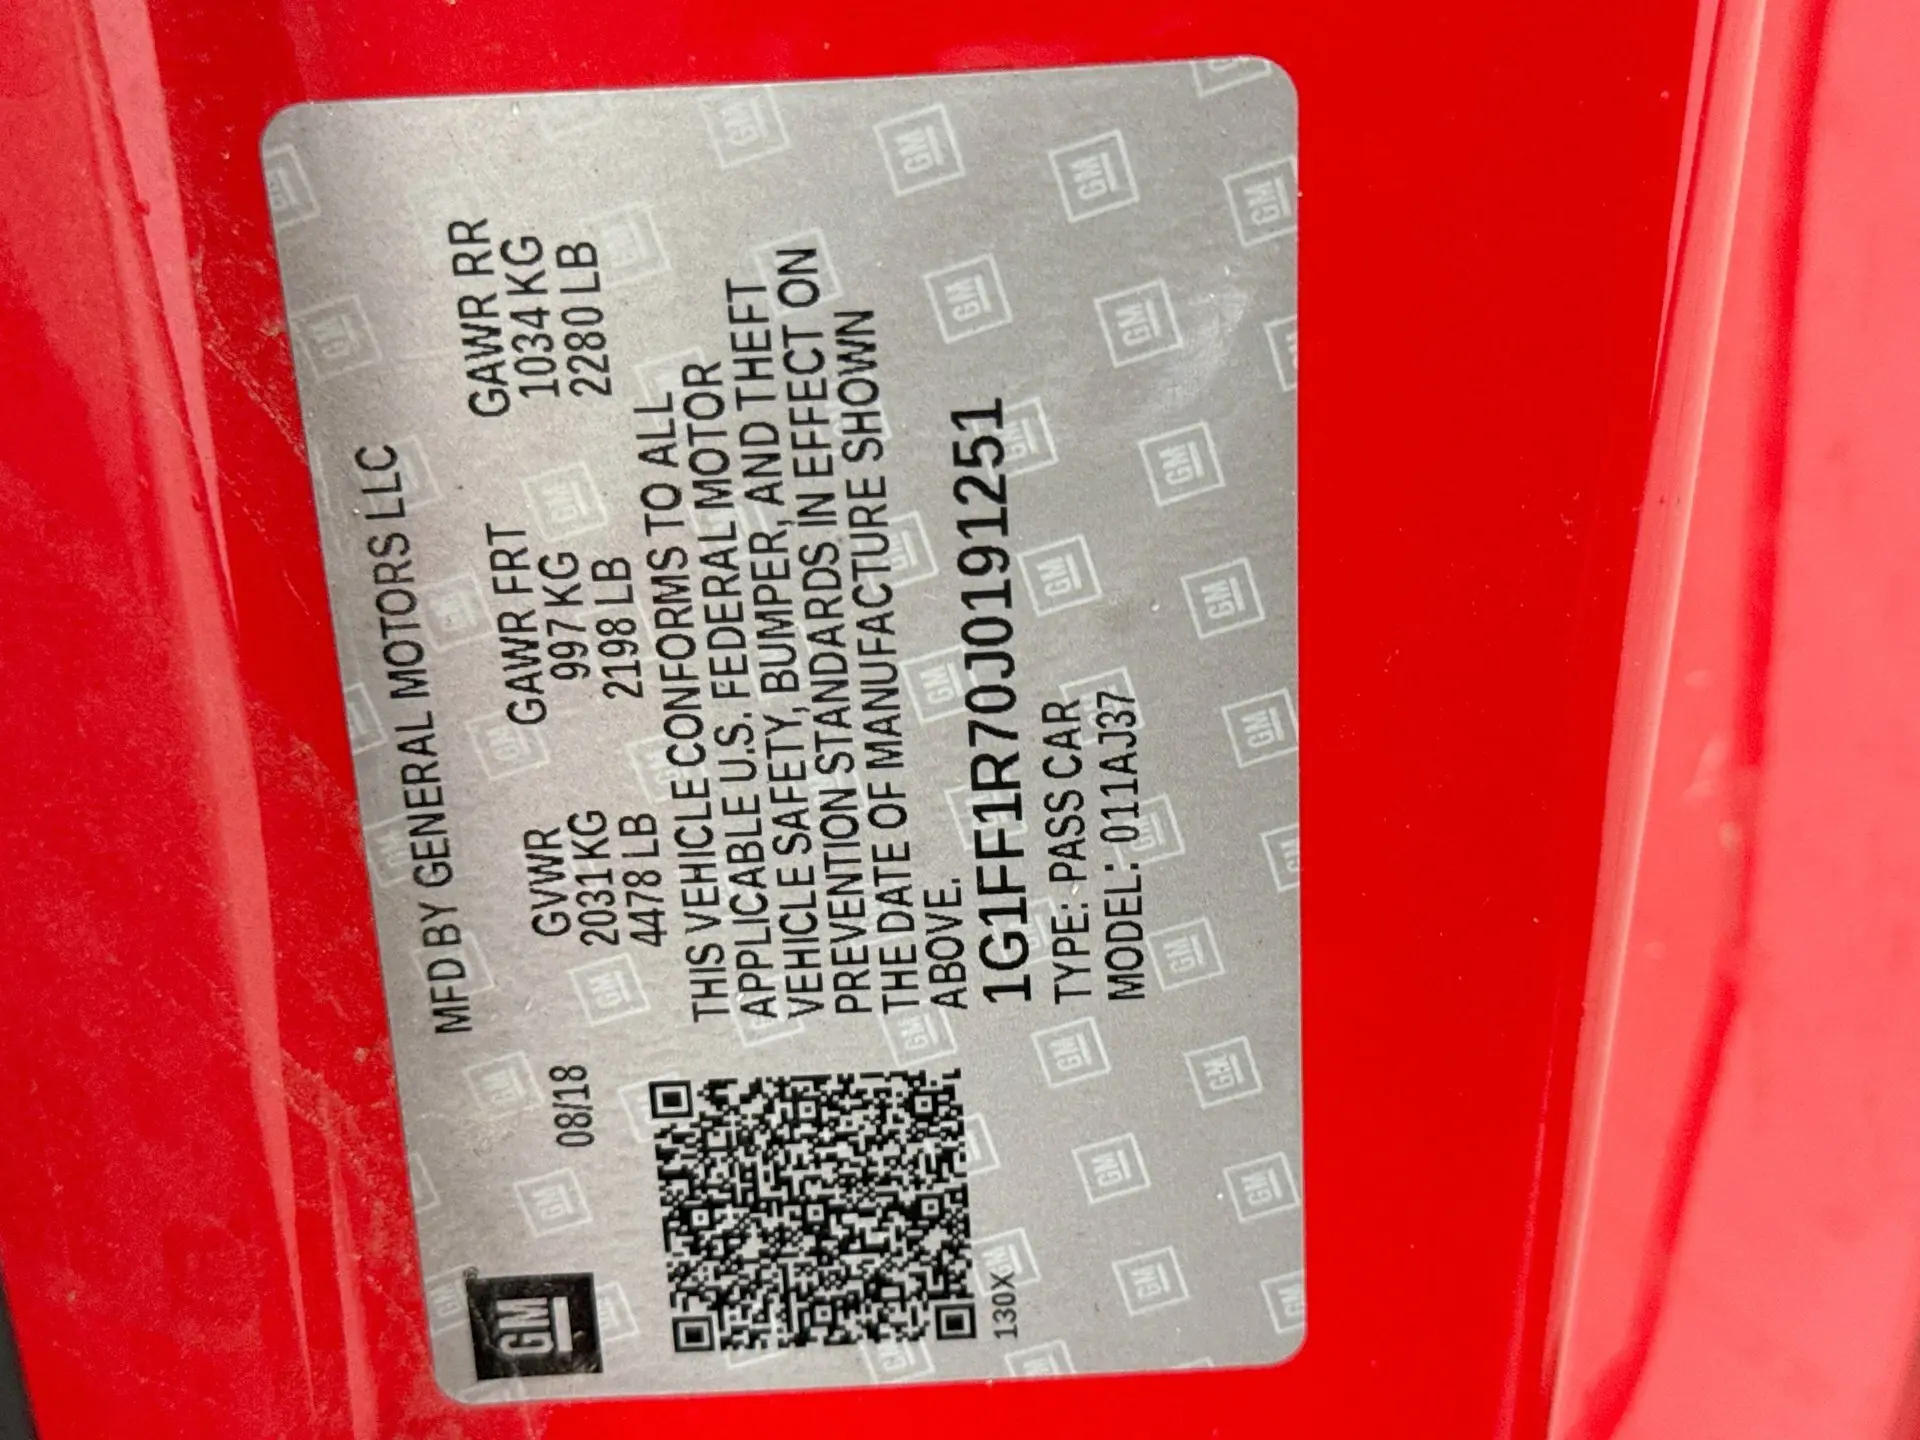 GM
MFD BY GENERAL MOTORS LLC
08/18
GVWR GAWR FRT GAWR RR
2031 KG 997 KG 1034 KG
4478 LB 2198 LB 2280 LB
THIS VEHICLE CONFORMS TO ALL
APPLICABLE U.S. FEDERAL MOTOR
VEHICLE SAFETY, BUMPER, AND THEFT
PREVENTION STANDARDS IN EFFECT ON
THE DATE OF MANUFACTURE SHOWN
ABOVE.
1G1FF1R70J0191251
TYPE: PASS CAR
MODEL: 011AJ37
130X